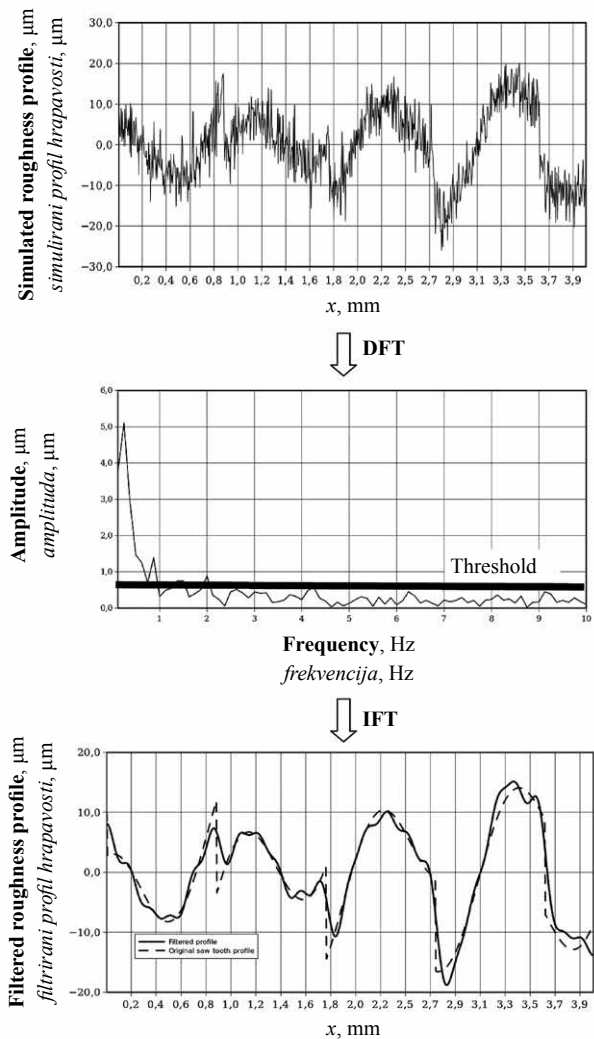 Simulated roughness profile, µm
simulirani profil hrapavosti, µm
30,0
20,0
10,0
0,0
−10,0
−20,0
−30,0
0,2 0,4 0,6 0,8 1,0 1,2 1,4 1,6 1,8 2,0 2,2 2,4 2,5 2,7 2,9 3,1 3,3 3,5 3,7 3,9
x, mm
DFT
Amplitude, µm
amplituda, µm
6,0
5,0
4,0
3,0
2,0
1,0
0,0
Threshold
1 2 3 4 5 6 7 8 9 10
Frequency, Hz
frekvencija, Hz
IFT
Filtered roughness profile, µm
filtrirani profil hrapavosti, µm
20,0
10,0
0,0
−10,0
−20,0
Filtered profile
Original saw tooth profile
0,2 0,4 0,6 0,8 1,0 1,2 1,4 1,6 1,8 2,0 2,2 2,4 2,5 2,7 2,9 3,1 3,3 3,5 3,7 3,9
x, mm